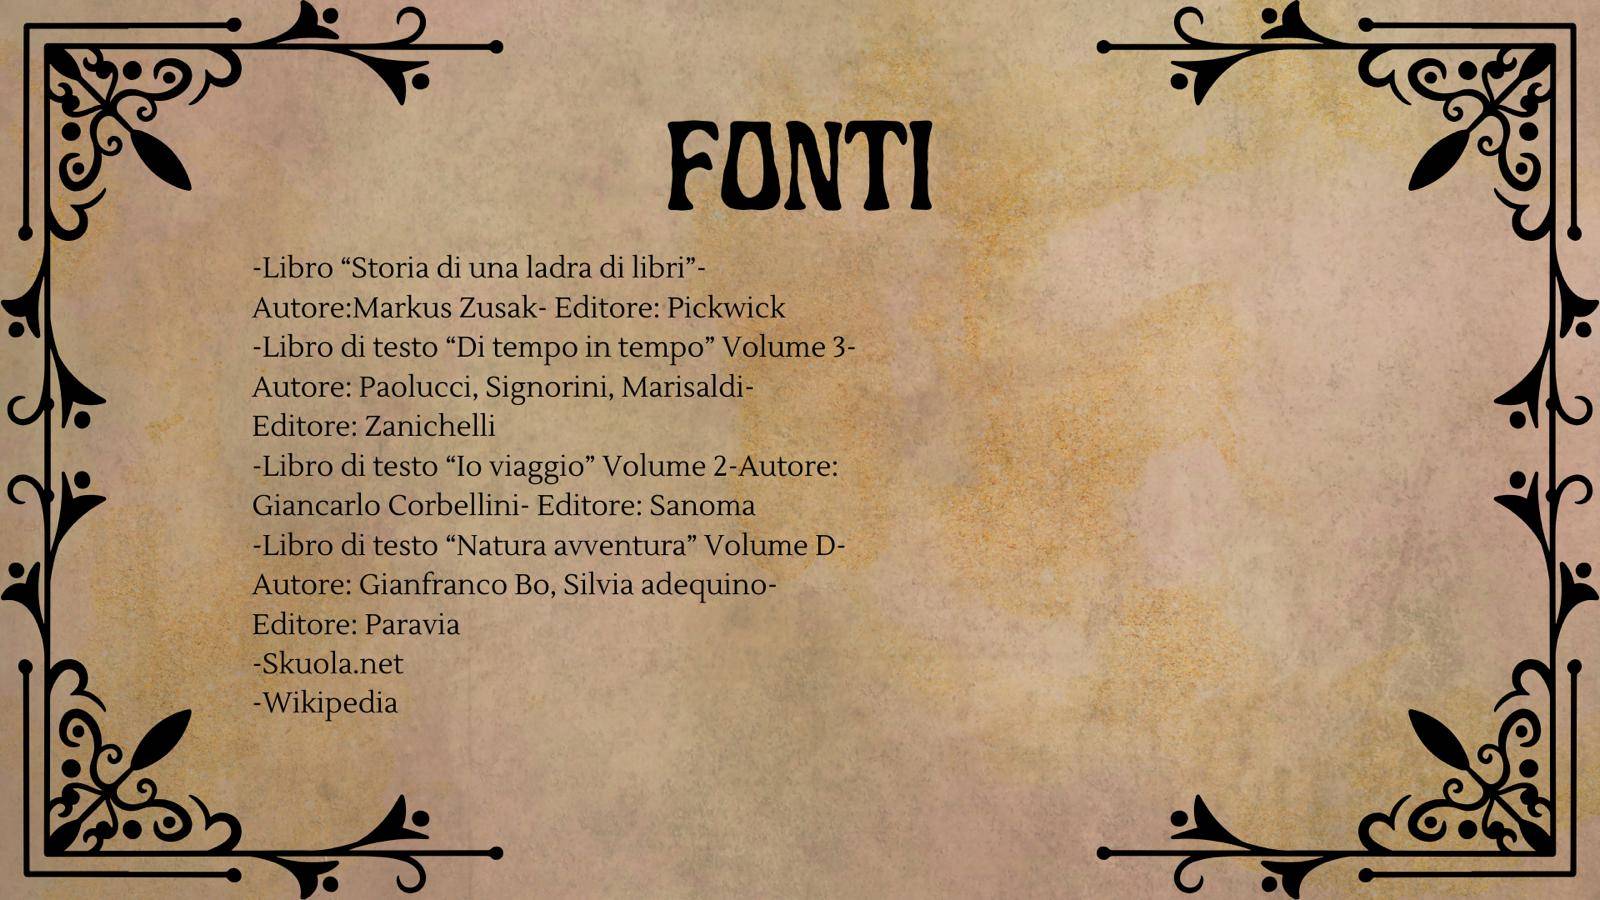 FONTI
-Libro “Storia di una ladra di libri”-
Autore:Markus Zusak- Editore: Pickwick
-Libro di testo “Di tempo in tempo” Volume 3-
Autore: Paolucci, Signorini, Marisaldi-
Editore: Zanichelli
-Libro di testo “Io viaggio” Volume 2-Autore:
Giancarlo Corbellini- Editore: Sanoma
-Libro di testo “Natura avventura” Volume D-
Autore: Gianfranco Bo, Silvia adequino-
Editore: Paravia
-Skuola.net
-Wikipedia